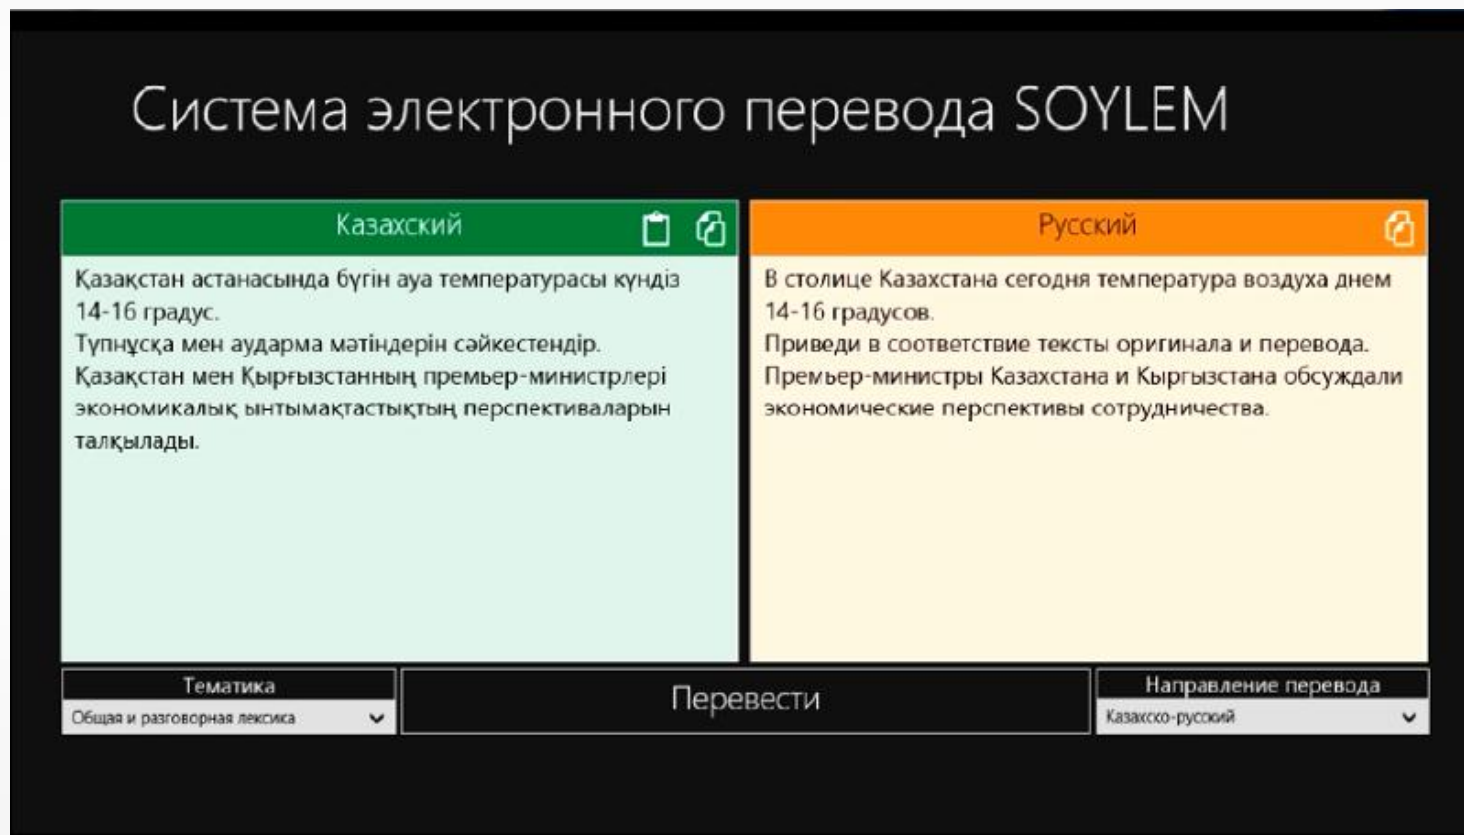 Система электронного перевода SOYLEM
Казахский
Қазақстан астанасында бүгін ауа температурасы күндіз
14-16 градус.
Түпнұсқа мен аударма мәтіндерін сәйкестендір.
Қазақстан мен Қырғызстанның премьер-министрлері
экономикалық ынтымақтастықтың перспективаларын
талқылады.
Русский
В столице Казахстана сегодня температура воздуха днем
14-16 градусов.
Приведи в соответствие тексты оригинала и перевода.
Премьер-министры Казахстана и Кыргызстана обсуждали
экономические перспективы сотрудничества.
Тематика
Общая и разговорная лексика
Перевести
Направление перевода
Казахско-русский